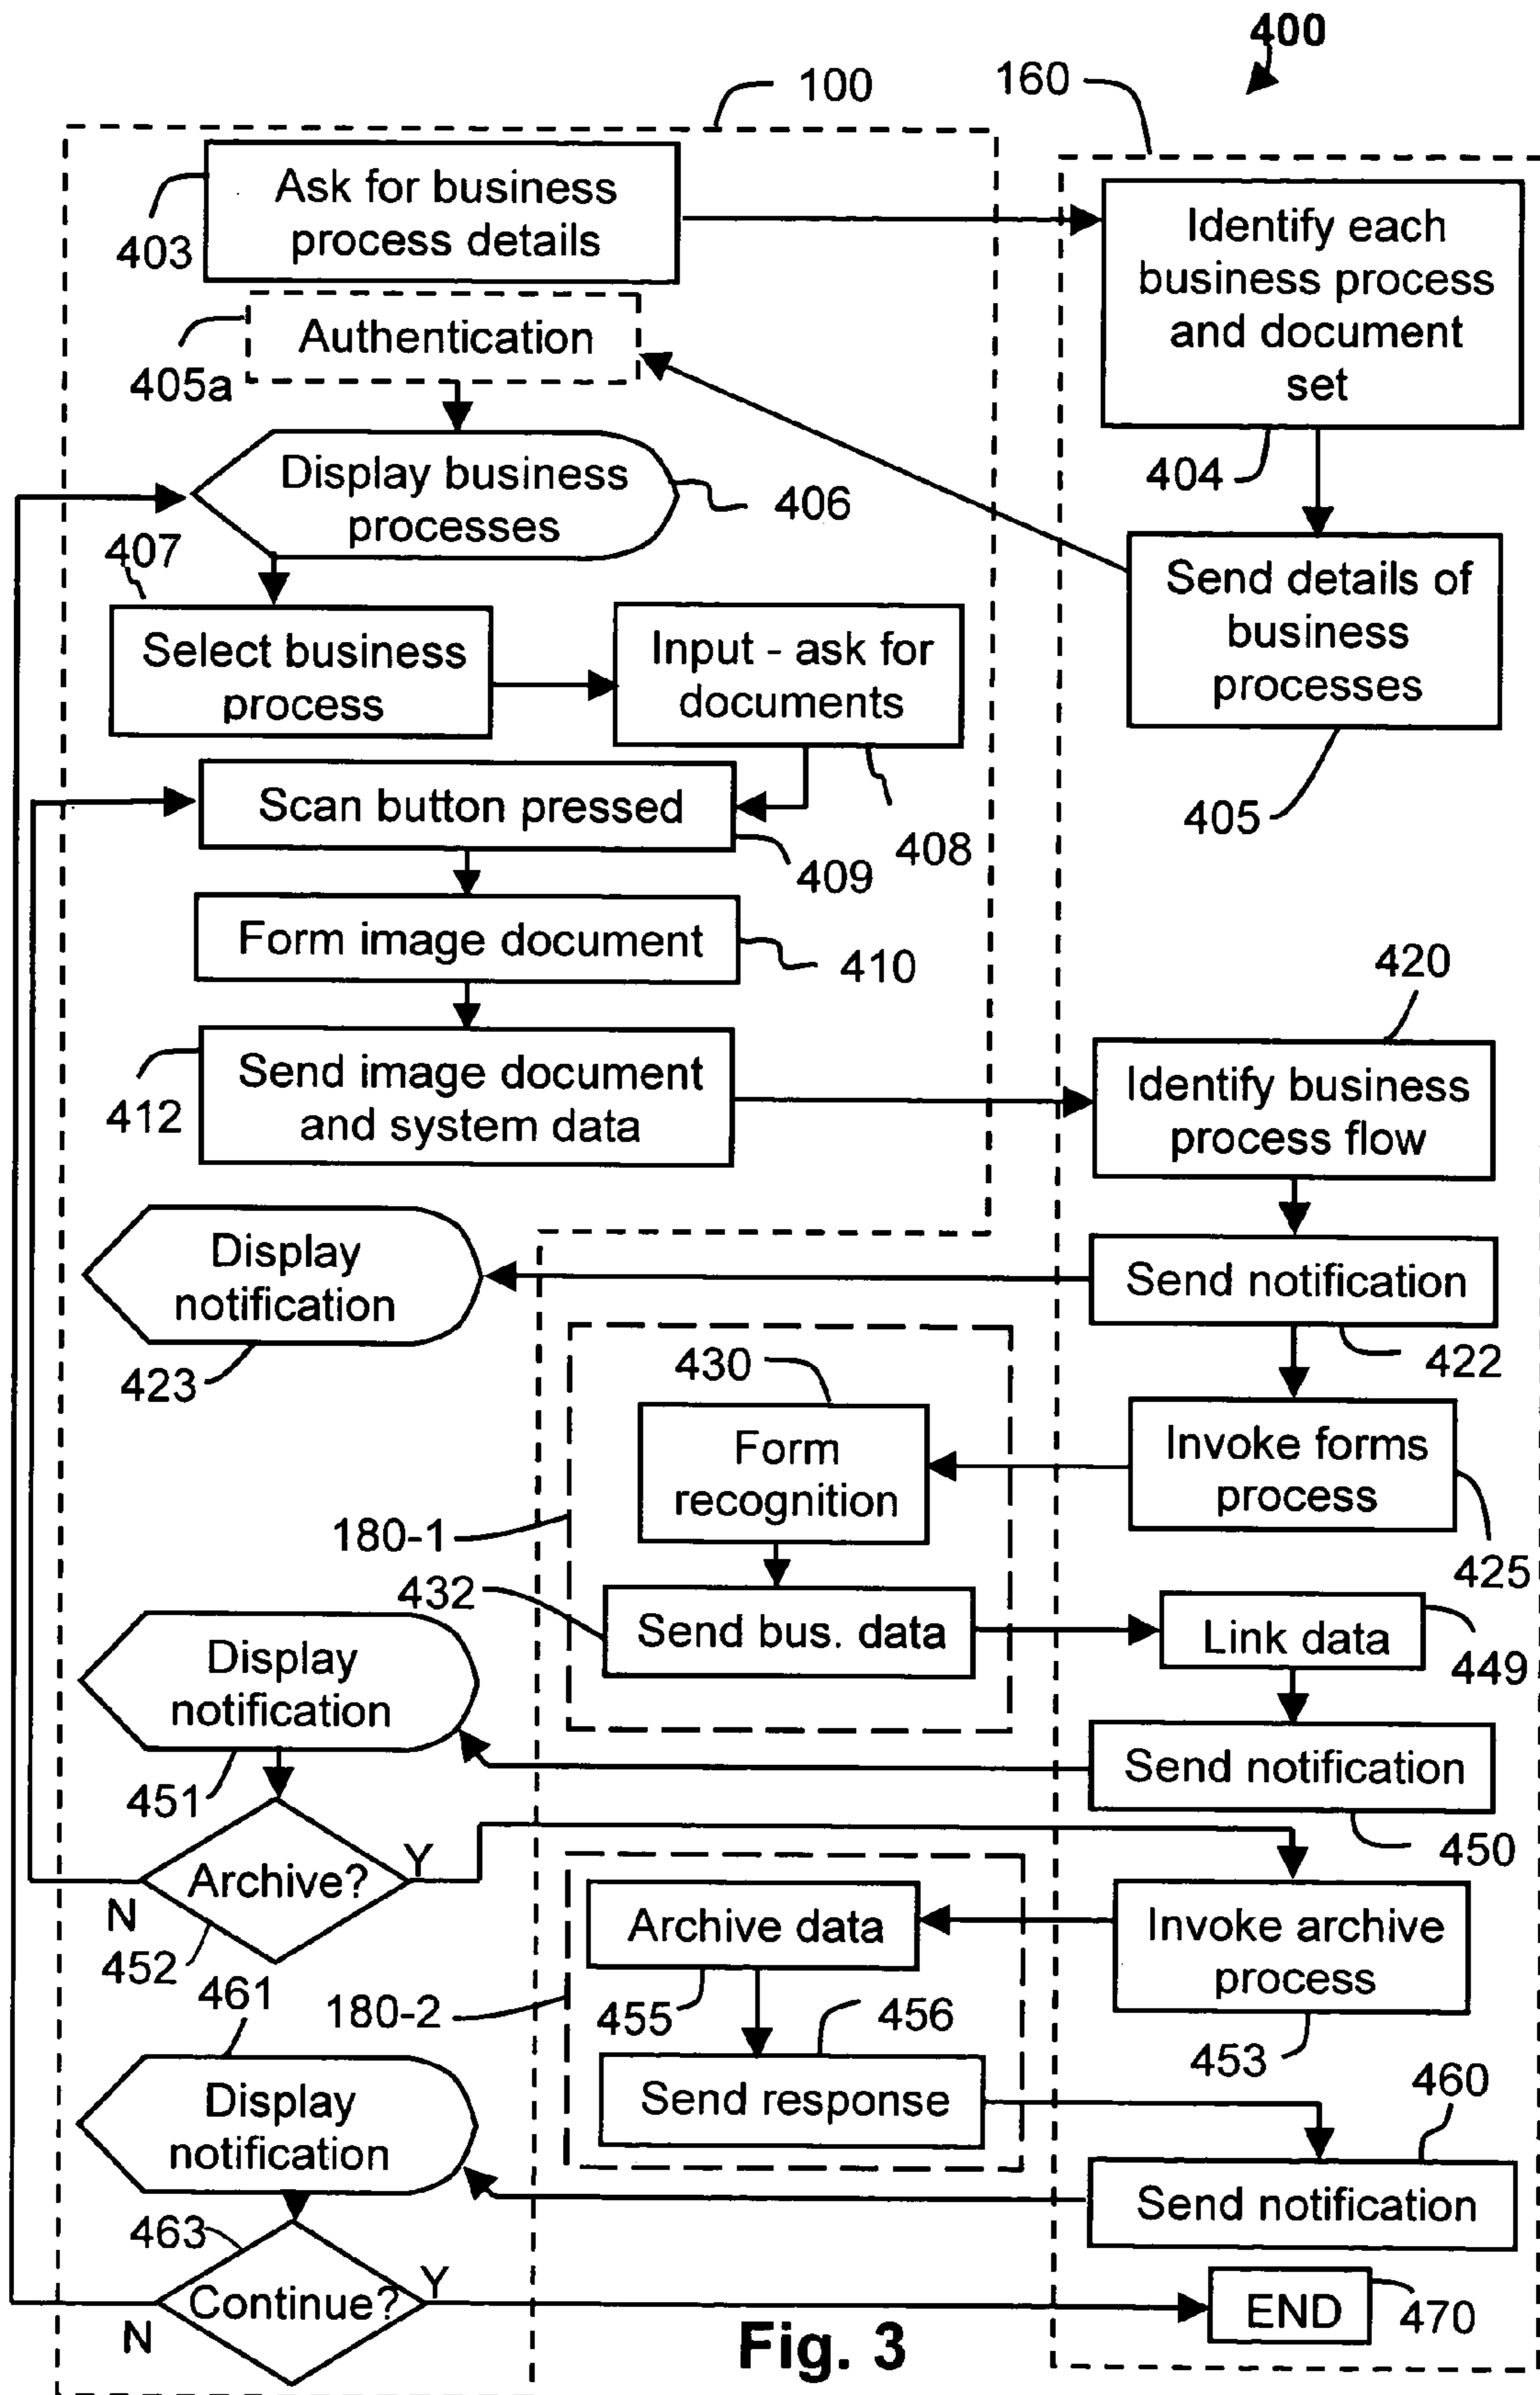 400
100
160
Ask for business
process details
403
Identify each
business process
and document
set
404
Authentication
405a
Display business
processes
406
407
Select business
process
Input - ask for
documents
Send details of
business
processes
405
Scan button pressed
408
409
Form image document
410
420
Send image document
and system data
412
Identify business
process flow
Display
notification
423
Send notification
422
430
Form
recognition
Invoke forms
process
425
180-1
432
Send bus. data
Link data
449
Display
notification
451
Send notification
450
Archive?
Y
N
452
Archive data
455
Invoke archive
process
453
461
180-2
456
Send response
460
Display
notification
Send notification
463
Continue?
Y
N
END
470
Fig. 3